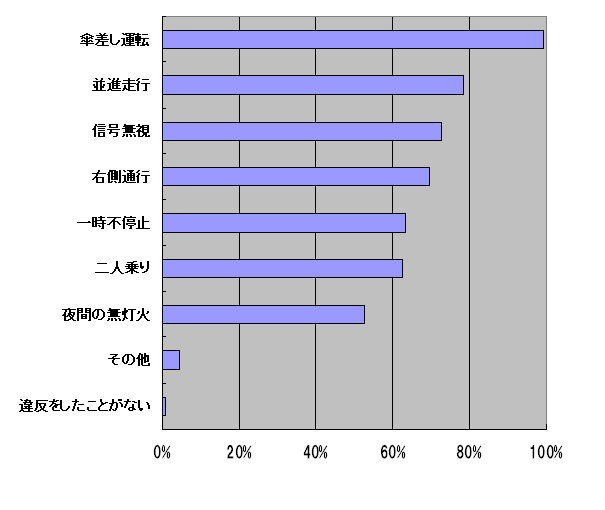 傘差し運転
並進走行
信号無視
右側通行
一時不停止
二人乗り
夜間の無灯火
その他
違反をしたことがない
0% 20% 40% 60% 80% 100%